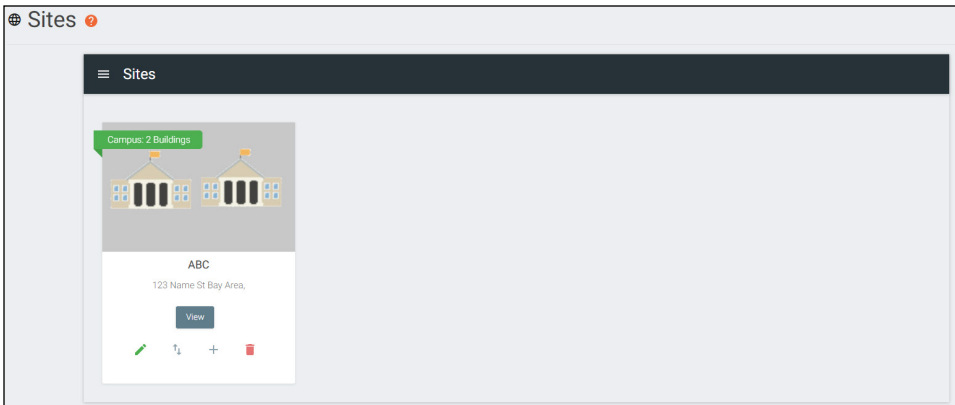 Sites ?
Sites
Campus: 2 Buildings
ABC
123 Name St Bay Area,
View